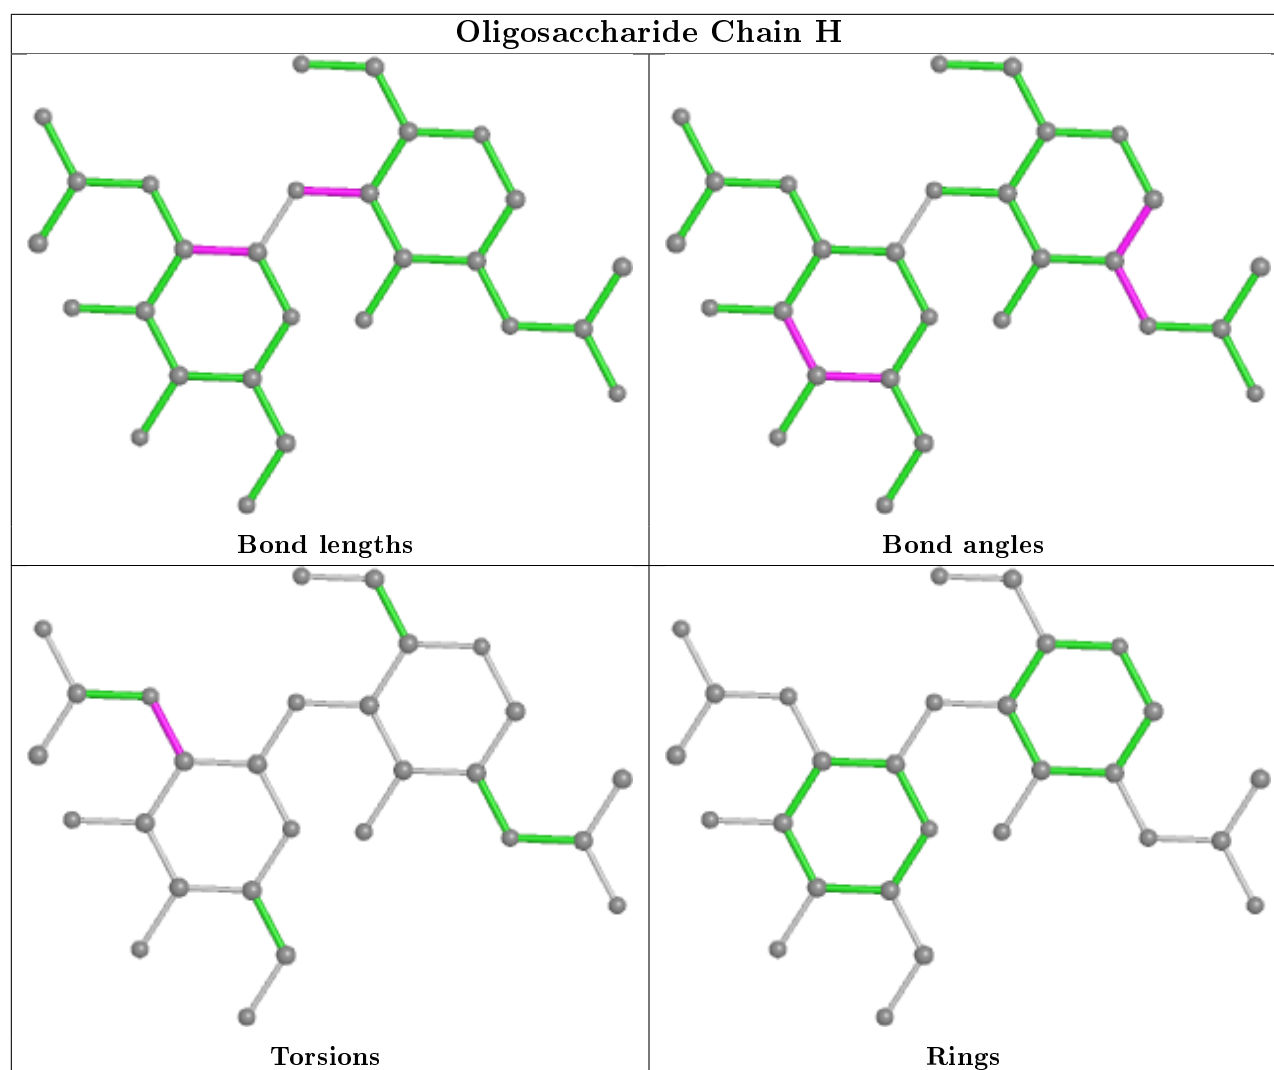 Oligosaccharide Chain H
Bond lengths
Bond angles
Torsions
Rings